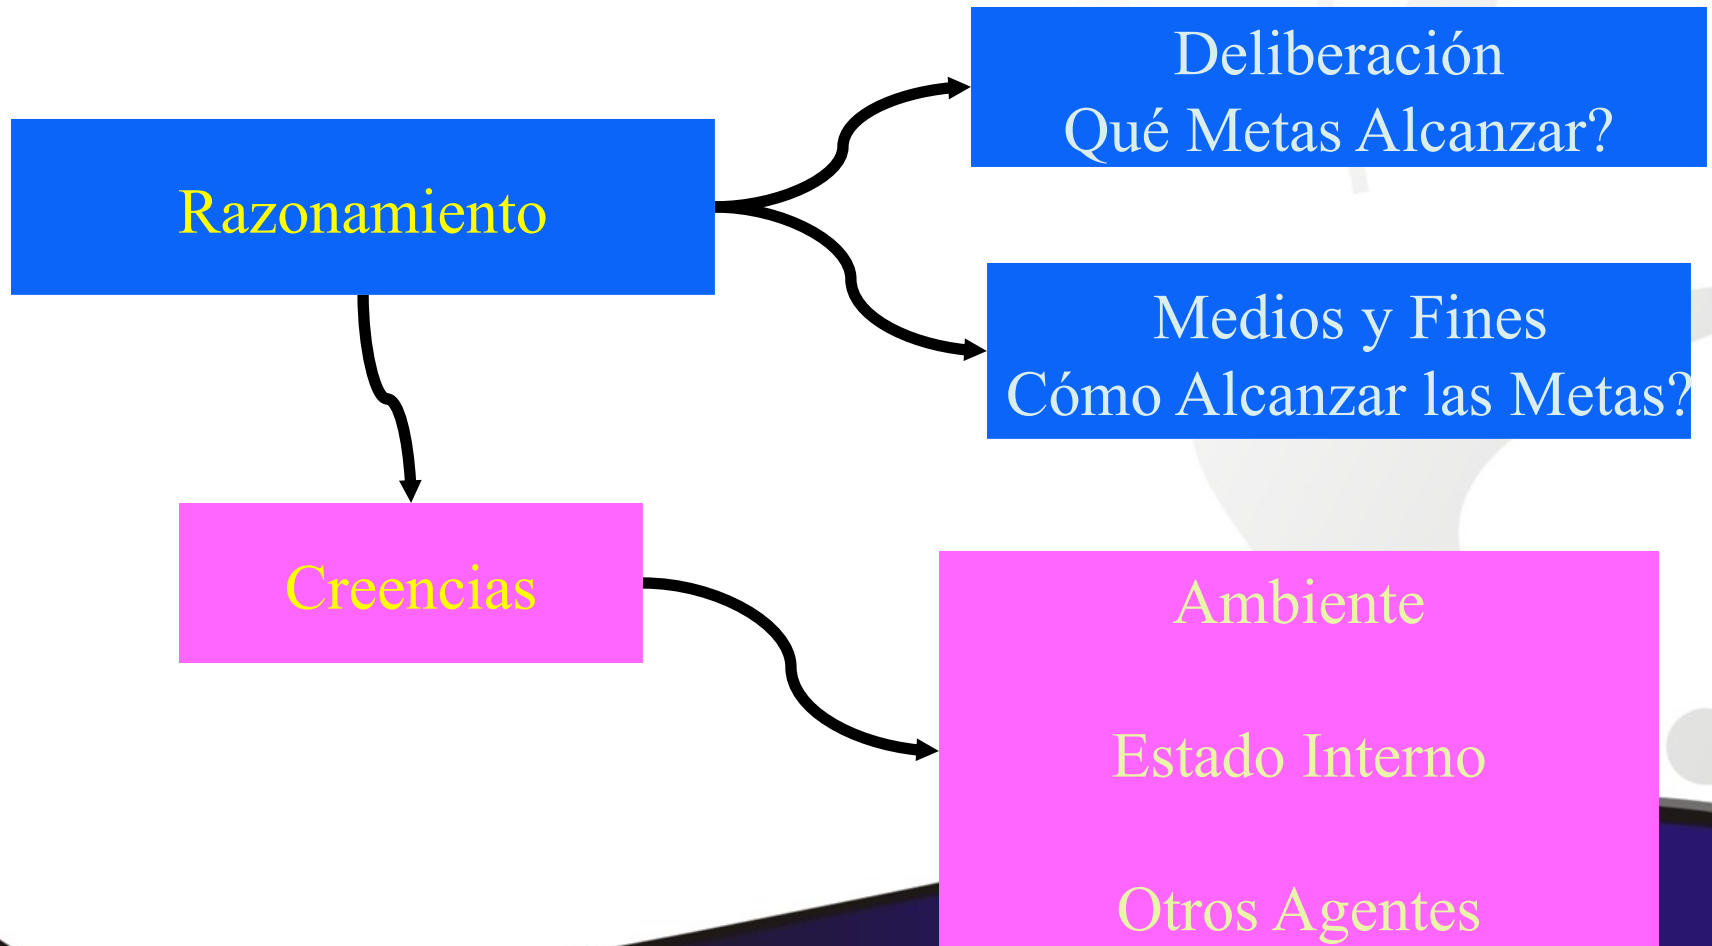 Razonamiento
Deliberación
Qué Metas Alcanzar?
Medios y Fines
Cómo Alcanzar las Metas?
Creencias
Ambiente
Estado Interno
Otros Agentes